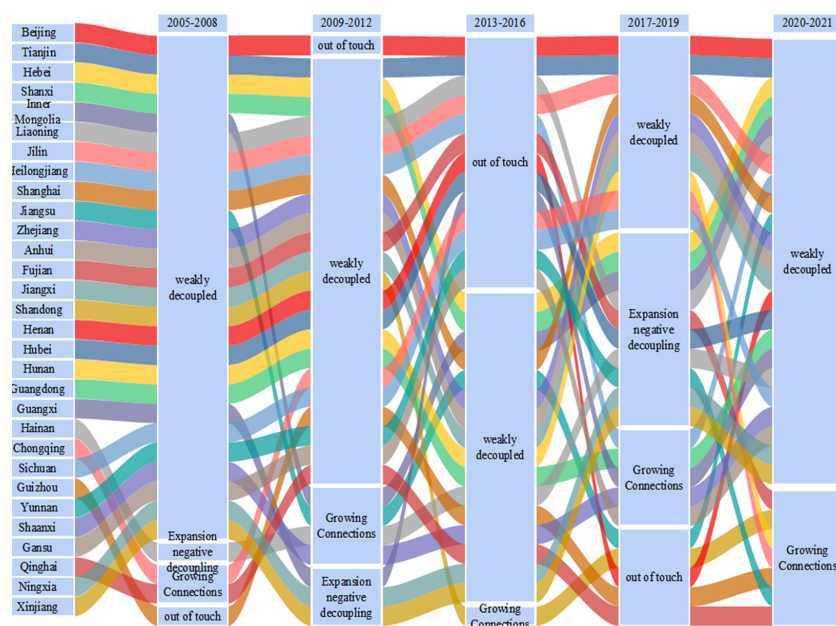 2005-2008
2009-2012
2013-2016
2017-2019
2020-2021
Beijing
Tianjin
Hebei
Shanxi
Inner
Mongolia
Liaoning
Jilin
Heilongjiang
Shanghai
Jiangsu
Zhejiang
Anhui
Fujian
Jiangxi
Shandong
Henan
Hubei
Hunan
Guangdong
Guangxi
Hainan
Chongqing
Sichuan
Guizhou
Yunnan
Shaanxi
Gansu
Qinghai
Ningxia
Xinjiang
weakly
decoupled
Expansion
negative
decoupling
Growing
Connections
out of touch
out of touch
weakly
decoupled
Growing
Connections
Expansion
negative
decoupling
out of touch
weakly
decoupled
Growing
Connections
weakly
decoupled
Expansion
negative
decoupling
Growing
Connections
out of touch
weakly
decoupled
Growing
Connections